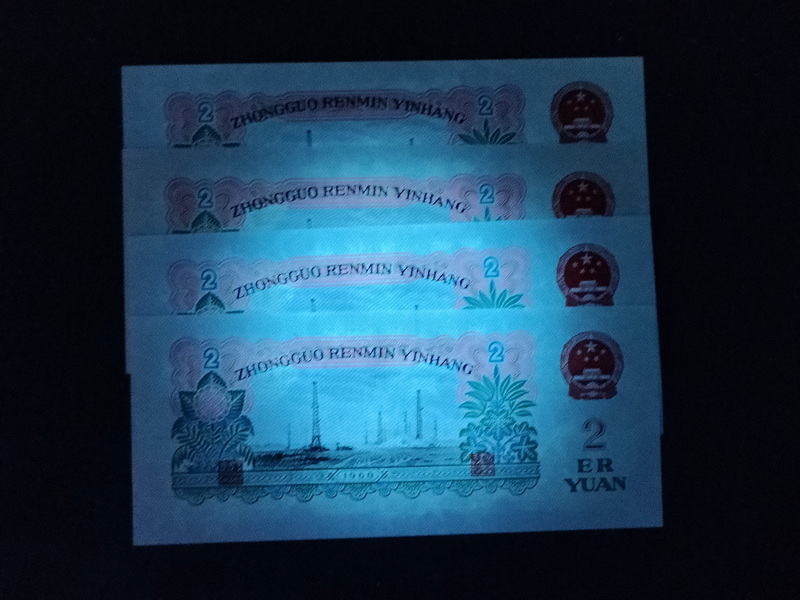 2 ZHONGGUO RENMIN YINHANG 2
2 ZHONGGUO RENMIN YINHANG 2
2 ZHONGGUO RENMIN YINHANG 2
2 ZHONGGUO RENMIN YINHANG 2
2
ER
YUAN
1960